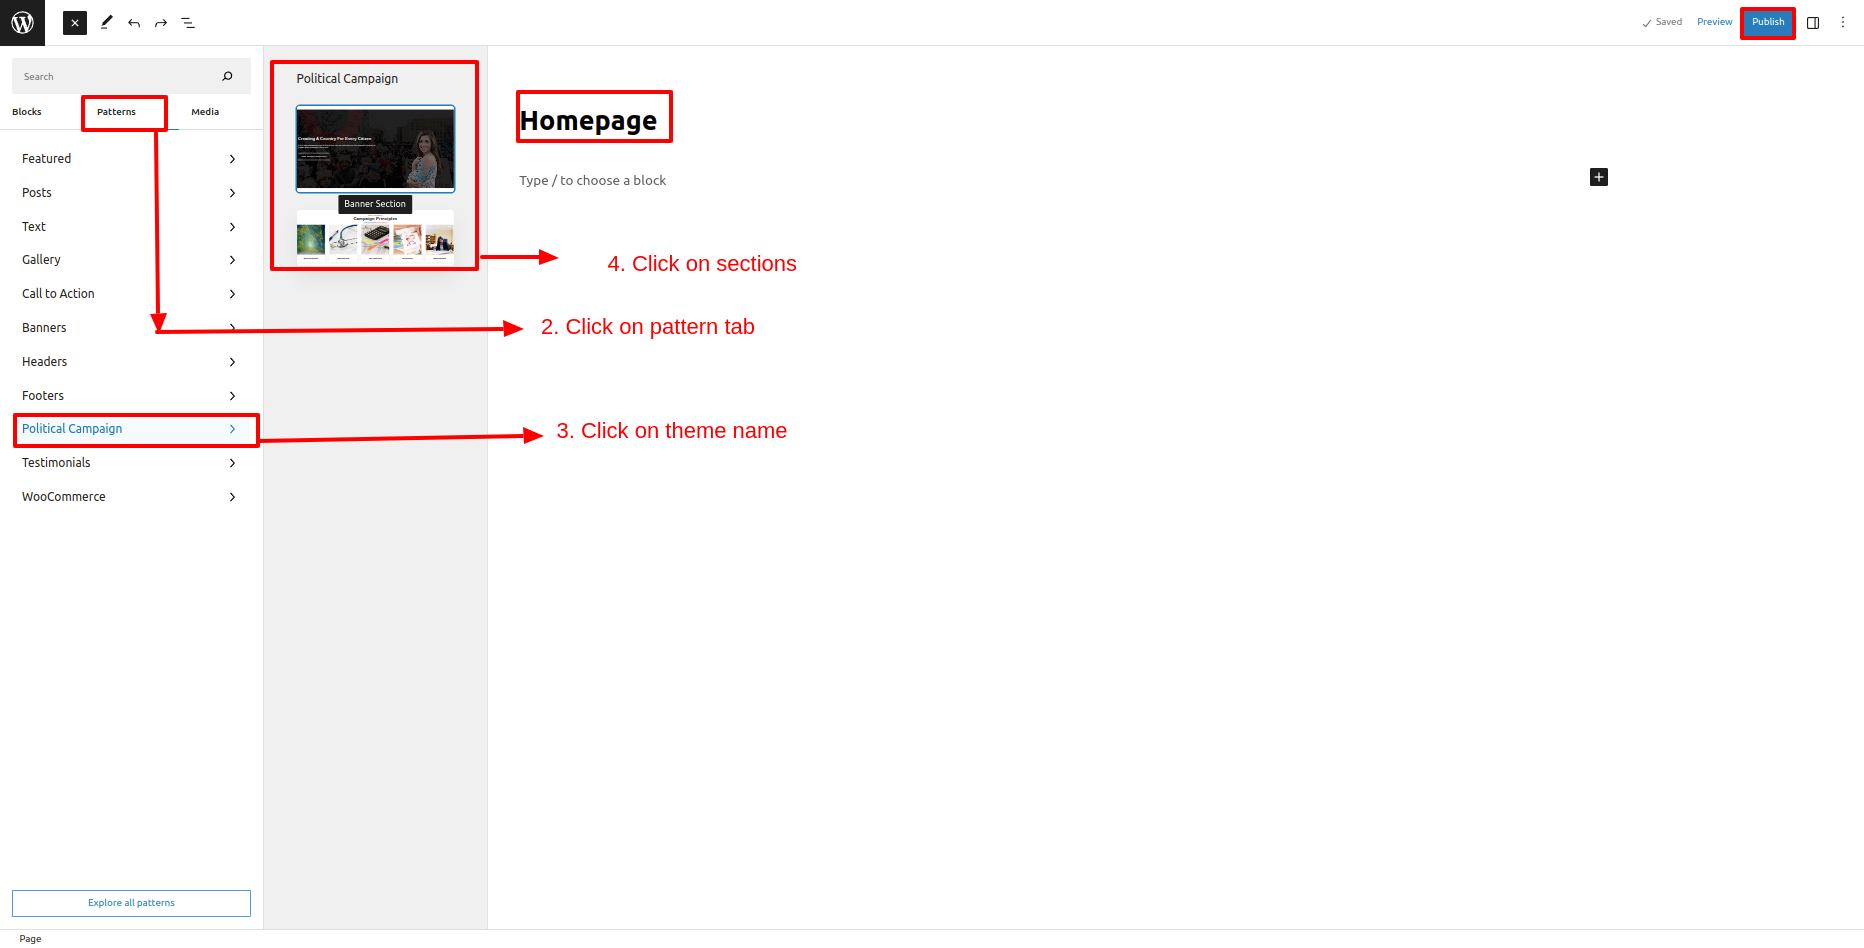 Saved
Preview
Publish
Search
Blocks
Patterns
Media
Featured
Posts
Text
Gallery
Call to Action
Banners
Headers
Footers
Political Campaign
Testimonials
WooCommerce
Explore all patterns
Page
Political Campaign
Creating A Country For Every Citizen
Banner Section
Campaign Principles
Homepage
Type / to choose a block
4. Click on sections
2. Click on pattern tab
3. Click on theme name